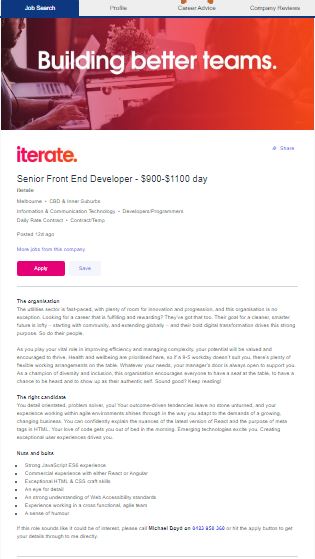 Job Search
Profile
Career Advice
Company Reviews
Building better teams.
iterate.
Share
Senior Front End Developer - $900-$1100 day
iterate
Melbourne • CBD & Inner Suburbs
Information & Communication Technology • Developers/Programmers
Daily Rate Contract • Contract/Temp
Posted 12d ago
More jobs from this company
Apply
Save
The organisation
The utilities sector is fast-paced, with plenty of room for innovation and progression, and this organisation is no
exception. Looking for a career that is fulfilling and rewarding? They've got that too. Their goal for a cleaner, smarter
future is lofty – starting with community, and extending globally – and their bold digital transformation drives this strong
purpose. So do their people.
As you play your vital role in improving efficiency and managing complexity, your potential will be valued and
encouraged to thrive. Health and wellbeing are prioritised here, so if a 9-5 workday doesn't suit you, there's plenty of
flexible working arrangements on the table. Whatever your needs, your manager's door is always open to support you.
As a champion of diversity and inclusion, this organisation encourages everyone to have a seat at the table, to have a
chance to be heard and to show up as their authentic self. Sound good? Keep reading!
The right candidate
You detail orientated, problem solver, you! Your outcome-driven tendencies leave no stone unturned, and your
experience working within agile environments shines through in the way you adapt to the demands of a growing,
changing business. You can confidently explain the nuances of the latest version of React and the purpose of meta
tags in HTML. Your love of code gets you out of bed in the morning. Emerging technologies excite you. Creating
exceptional user experiences drives you.
Nuts and bolts
• Strong JavaScript ES6 experience
• Commercial experience with either React or Angular
• Exceptional HTML & CSS craft skills
• An eye for detail
• An strong understanding of Web Accessibility standards
• Experience working in a cross functional, agile team
• A sense of humour
If this role sounds like it could be of interest, please call Michael Boyd on 0423 950 360 or hit the apply button to get
your details through to me directly.